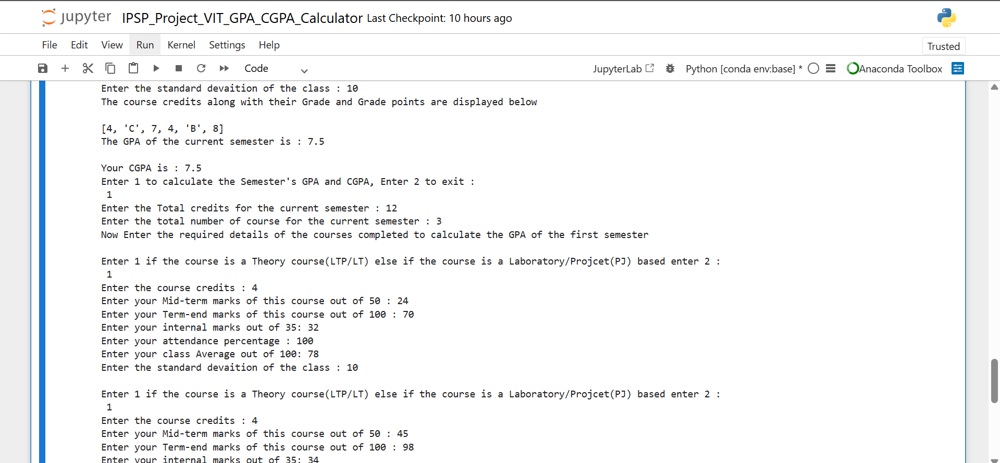 jupyter IPSP_Project_VIT_GPA_CGPA_Calculator Last Checkpoint: 10 hours ago
File Edit View Run Kernel Settings Help Trusted
Code JupyterLab Python [conda env:base] * Anaconda Toolbox
Enter the standard devaition of the class : 10
The course credits along with their Grade and Grade points are displayed below
[4, 'C', 7, 4, 'B', 8]
The GPA of the current semester is : 7.5
Your CGPA is : 7.5
Enter 1 to calculate the Semester's GPA and CGPA, Enter 2 to exit :
1
Enter the Total credits for the current semester : 12
Enter the total number of course for the current semester : 3
Now Enter the required details of the courses completed to calculate the GPA of the first semester
Enter 1 if the course is a Theory course(LTP/LT) else if the course is a Laboratory/Projcet(PJ) based enter 2 :
1
Enter the course credits : 4
Enter your Mid-term marks of this course out of 50 : 24
Enter your Term-end marks of this course out of 100 : 70
Enter your internal marks out of 35: 32
Enter your attendance percentage : 100
Enter your class Average out of 100: 78
Enter the standard devaition of the class : 10
Enter 1 if the course is a Theory course(LTP/LT) else if the course is a Laboratory/Projcet(PJ) based enter 2 :
1
Enter the course credits : 4
Enter your Mid-term marks of this course out of 50 : 45
Enter your Term-end marks of this course out of 100 : 98
Enter your internal marks out of 35: 34